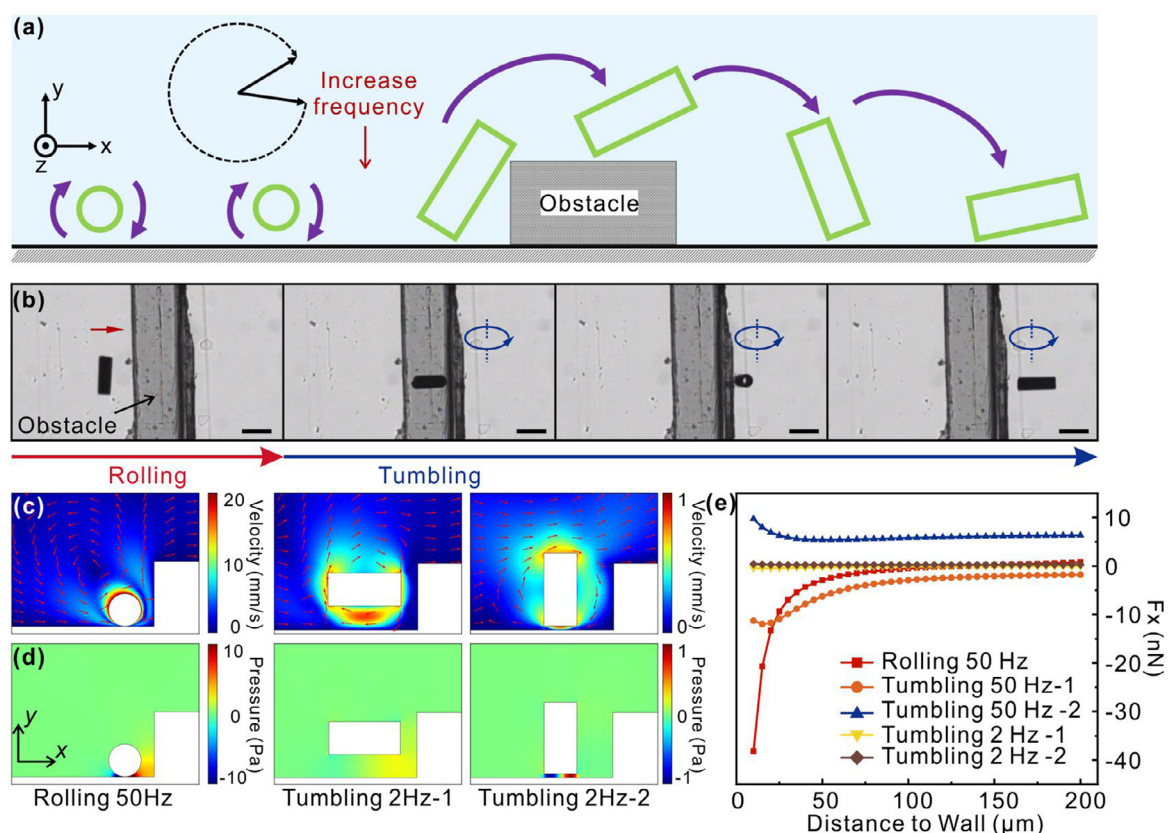 (a)
y
x
z
Increase
frequency
Obstacle
(b)
Obstacle
Rolling
Tumbling
(c)
20
10
0
Velocity (mm/s)
1
0
Velocity (mm/s)
(d)
y
x
10
0
-10
Pressure (Pa)
1
0
-1
Pressure (Pa)
Rolling 50Hz
Tumbling 2Hz-1
Tumbling 2Hz-2
(e)
10
0
-10
-20
-30
-40
Fx (nN)
Rolling 50 Hz
Tumbling 50 Hz-1
Tumbling 50 Hz -2
Tumbling 2 Hz -1
Tumbling 2 Hz -2
0
50
100
150
200
Distance to Wall (μm)